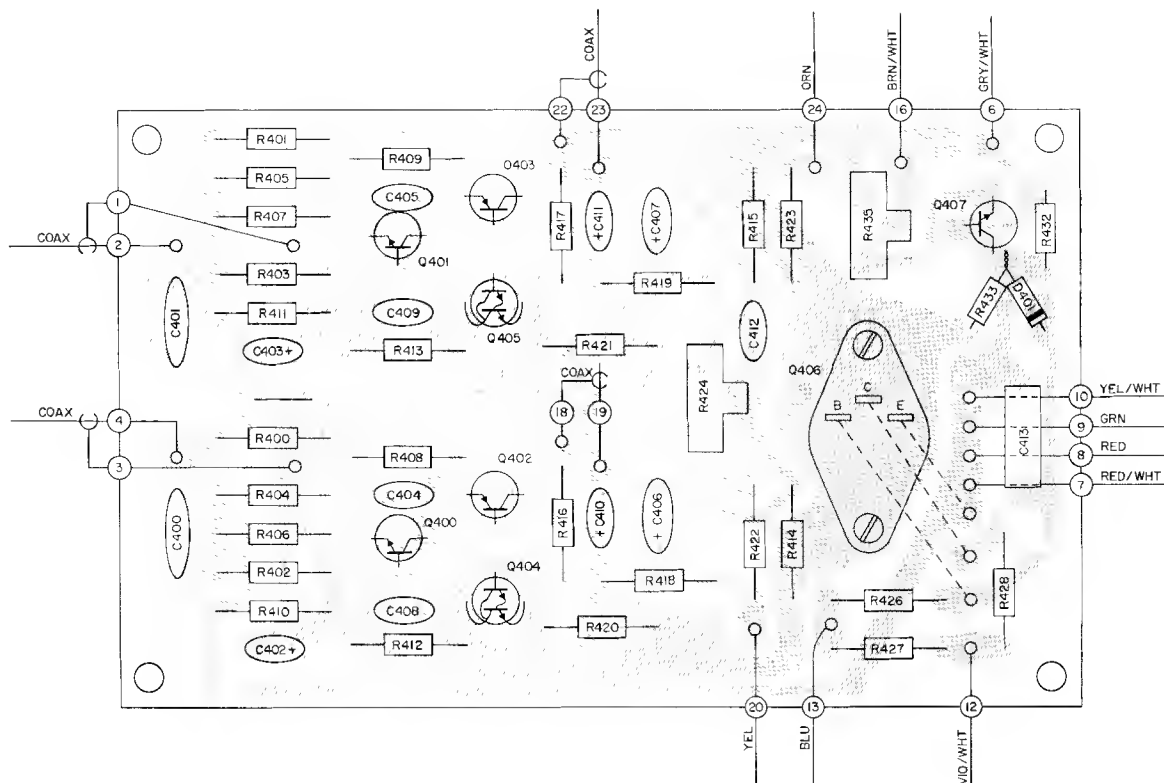 COAX
ORN
BRN/WHT
GRY/WHT
22
23
24
16
6
R401
R409
Q403
R405
C405
R407
Q401
1
COAX
2
R417
+C411
+C407
R415
R423
R435
Q407
R432
R403
C401
R411
C409
Q405
R419
C403+
R413
R421
C412
R433
D401
COAX
R424
Q406
C
B
E
18
19
C413
10
YEL/WHT
9
GRN
8
RED
7
RED/WHT
COAX
4
3
R400
R408
Q402
R404
C404
C400
R406
Q400
R416
+C410
+C406
R422
R414
R402
Q404
R418
R428
R410
C408
R426
C402+
R412
R420
R427
20
13
12
YEL
BLU
VIO/WHT